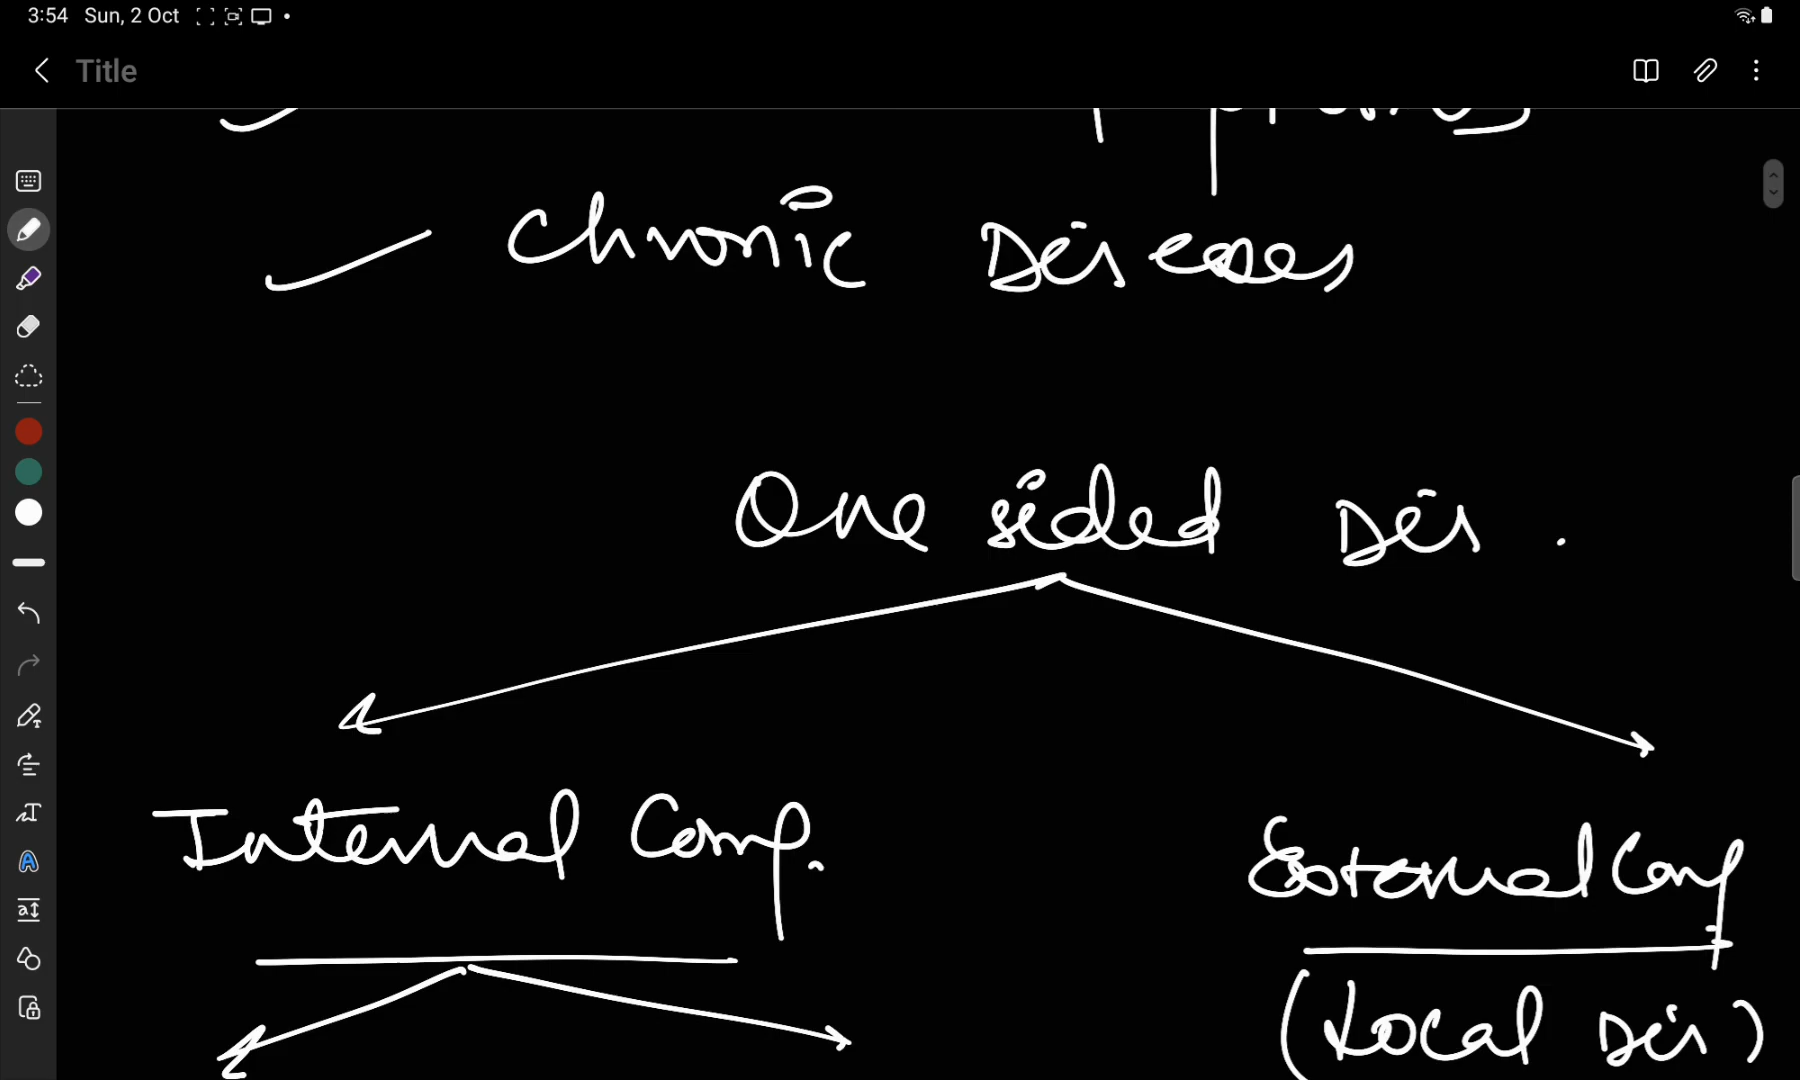 3:54 Sun, 2 Oct
Title
Chronic Diseases
One sided Dis.
Internal Comp.
External Comp
(Local Dis)